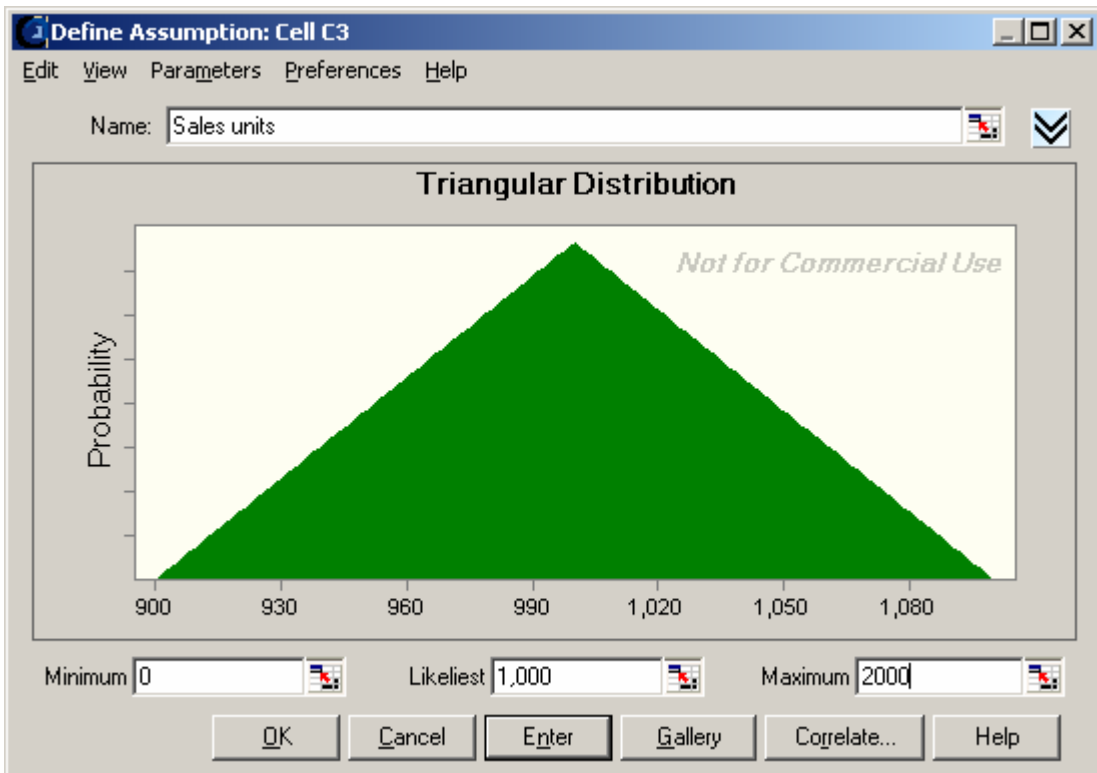 Define Assumption: Cell C3
Edit View Parameters Preferences Help
Name: Sales units
Triangular Distribution
Not for Commercial Use
Probability
900 930 960 990 1,020 1,050 1,080
Minimum 0 Likeliest 1,000 Maximum 2000
OK Cancel Enter Gallery Correlate... Help